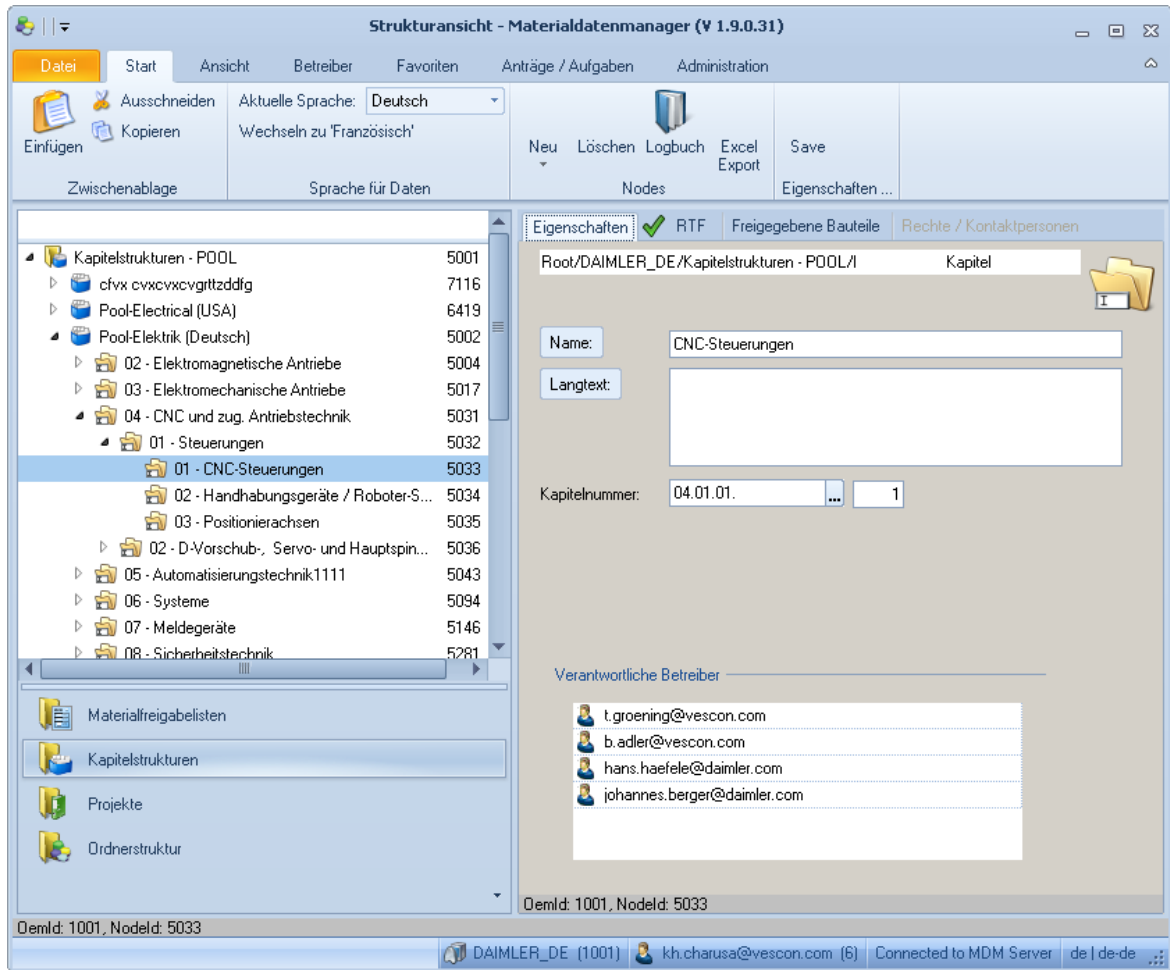 Strukturansicht - Materialdatenmanager (V 1.9.0.31)
Datei Start Ansicht Betreiber Favoriten Anträge / Aufgaben Administration
Einfügen
Ausschneiden
Kopieren
Zwischenablage
Aktuelle Sprache: Deutsch
Wechseln zu 'Französisch'
Sprache für Daten
Neu Löschen Logbuch Excel Export
Nodes
Save
Eigenschaften ...
Kapitelstrukturen - POOL 5001
cfvx cvxcvxcvgrttzddfg 7116
Pool-Electrical (USA) 6419
Pool-Elektrik (Deutsch) 5002
02 - Elektromagnetische Antriebe 5004
03 - Elektromechanische Antriebe 5017
04 - CNC und zug. Antriebstechnik 5031
01 - Steuerungen 5032
01 - CNC-Steuerungen 5033
02 - Handhabungsgeräte / Roboter-S... 5034
03 - Positionierachsen 5035
02 - D-Vorschub-, Servo- und Hauptspin... 5036
05 - Automatisierungstechnik1111 5043
06 - Systeme 5094
07 - Meldegeräte 5146
08 - Sicherheitstechnik 5281
Materialfreigabelisten
Kapitelstrukturen
Projekte
Ordnerstruktur
OemId: 1001, NodeId: 5033
Eigenschaften RTF Freigegebene Bauteile Rechte / Kontaktpersonen
Root/DAIMLER_DE/Kapitelstrukturen - POOL/I Kapitel
Name: CNC-Steuerungen
Langtext:
Kapitelnummer: 04.01.01. ... 1
Verantwortliche Betreiber
t.groening@vescon.com
b.adler@vescon.com
hans.haefele@daimler.com
johannes.berger@daimler.com
OemId: 1001, NodeId: 5033
DAIMLER_DE (1001) kh.charusa@vescon.com (6) Connected to MDM Server de | de-de